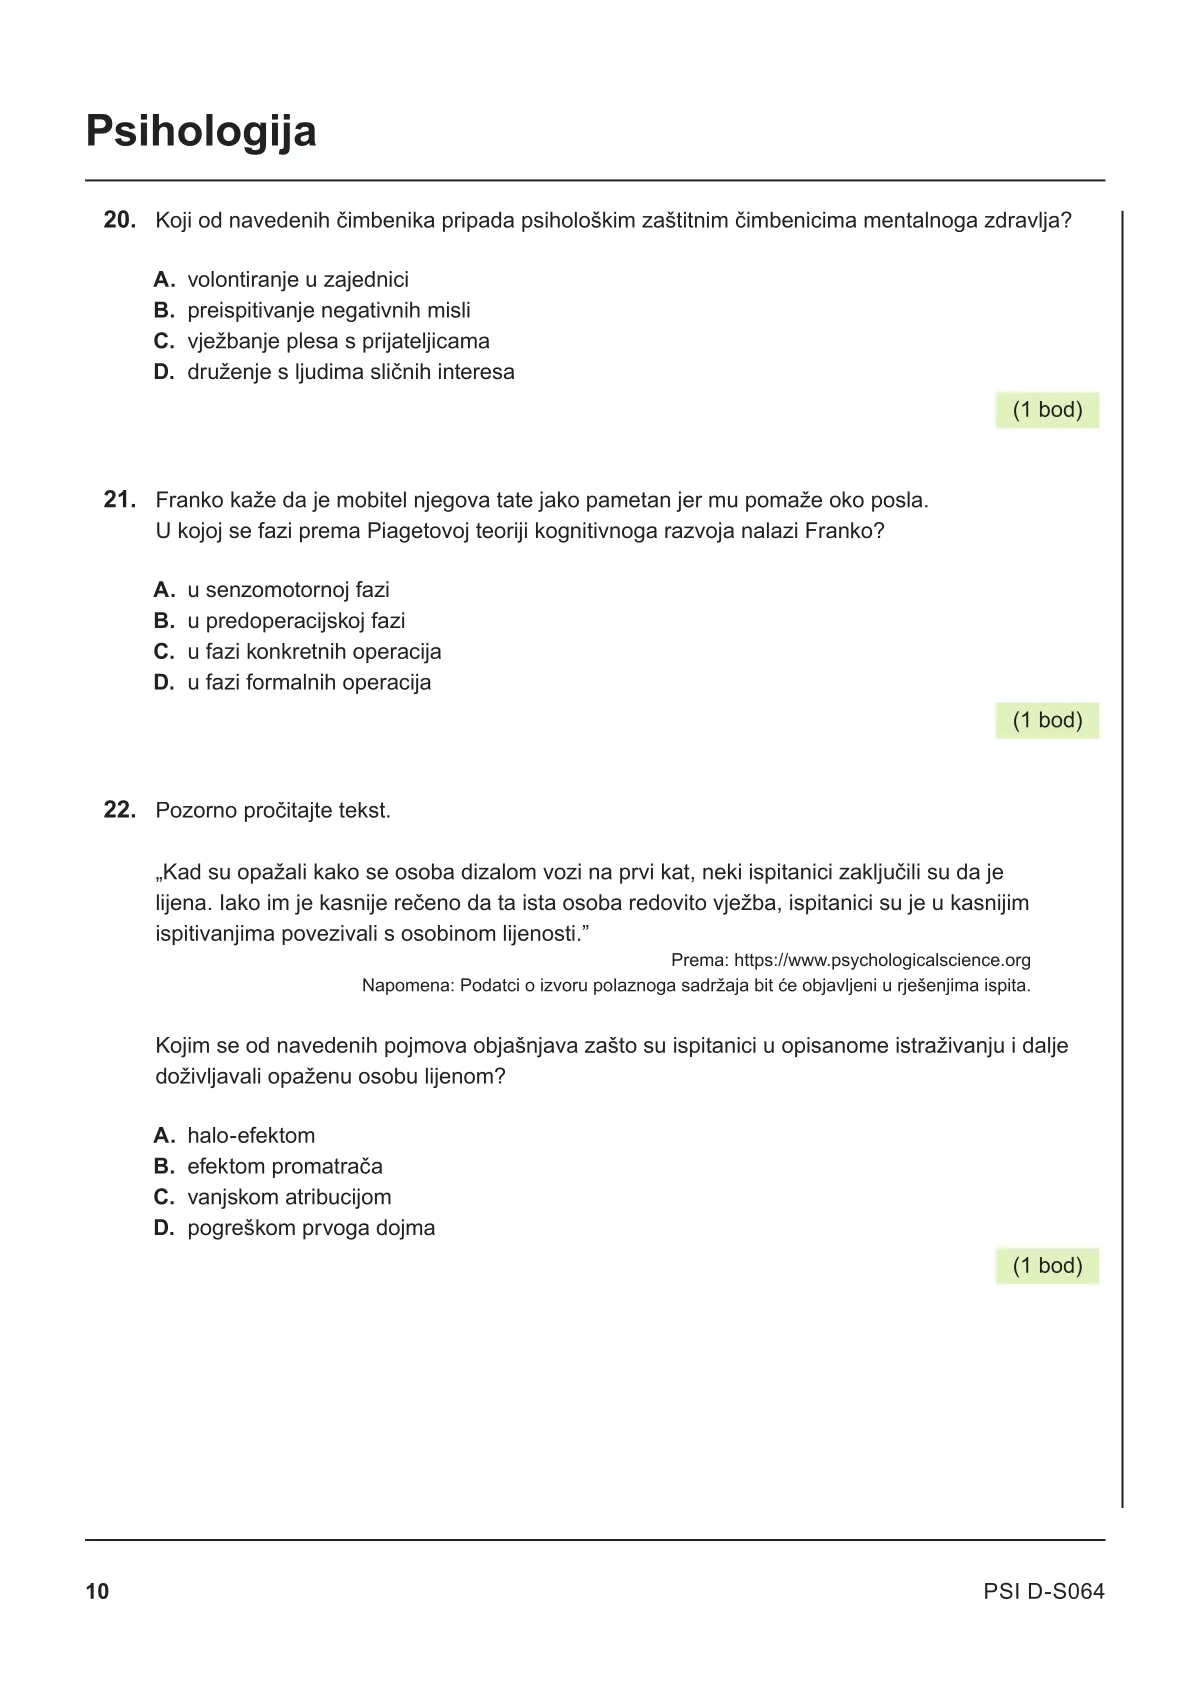 Psihologija
20. Koji od navedenih čimbenika pripada psihološkim zaštitnim čimbenicima mentalnoga zdravlja?
A. volontiranje u zajednici
B. preispitivanje negativnih misli
C. vježbanje plesa s prijateljicama
D. druženje s ljudima sličnih interesa
(1 bod)
21. Franko kaže da je mobitel njegova tate jako pametan jer mu pomaže oko posla.
U kojoj se fazi prema Piagetovoj teoriji kognitivnoga razvoja nalazi Franko?
A. u senzomotornoj fazi
B. u predoperacijskoj fazi
C. u fazi konkretnih operacija
D. u fazi formalnih operacija
(1 bod)
22. Pozorno pročitajte tekst.
„Kad su opažali kako se osoba dizalom vozi na prvi kat, neki ispitanici zaključili su da je
lijena. Iako im je kasnije rečeno da ta ista osoba redovito vježba, ispitanici su je u kasnijim
ispitivanjima povezivali s osobinom lijenosti.”
Prema: https://www.psychologicalscience.org
Napomena: Podatci o izvoru polaznoga sadržaja bit će objavljeni u rješenjima ispita.
Kojim se od navedenih pojmova objašnjava zašto su ispitanici u opisanome istraživanju i dalje
doživljavali opaženu osobu lijenom?
A. halo-efektom
B. efektom promatrača
C. vanjskom atribucijom
D. pogreškom prvoga dojma
(1 bod)
10
PSI D-S064